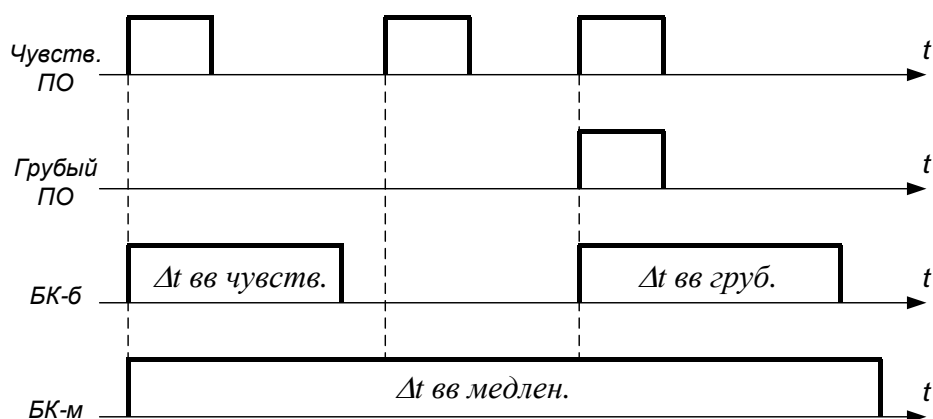 Чувств.
ПО
t
Грубый
ПО
t
БК-б
Δt вв чувств.
Δt вв груб.
t
БК-м
Δt вв медлен.
t